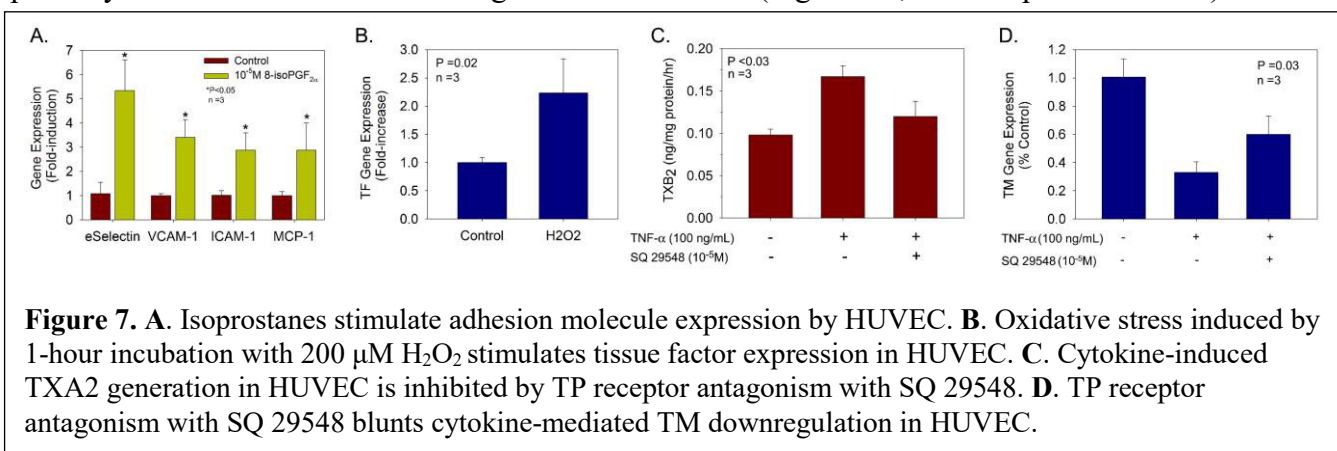 A.
Gene Expression
(Fold-induction)
7
6
5
4
3
2
1
0
Control
10⁻⁵M 8-isoPGF₂α
*P<0.05
n =3
*
*
*
*
eSelectin VCAM-1 ICAM-1 MCP-1
B.
TF Gene Expression
(Fold-increase)
3.0
2.5
2.0
1.5
1.0
0.5
0.0
P =0.02
n =3
Control H2O2
C.
TXB₂ (ng/mg protein/hr)
0.20
0.15
0.10
0.05
0.00
P <0.03
n =3
TNF-α (100 ng/mL) - + +
SQ 29548 (10⁻⁵M) - - +
D.
TM Gene Expression
(% Control)
1.2
1.0
0.8
0.6
0.4
0.2
0.0
P =0.03
n =3
TNF-α (100 ng/mL) - + +
SQ 29548 (10⁻⁵M) - - +
Figure 7. A. Isoprostanes stimulate adhesion molecule expression by HUVEC. B. Oxidative stress induced by
1-hour incubation with 200 μM H₂O₂ stimulates tissue factor expression in HUVEC. C. Cytokine-induced
TXA2 generation in HUVEC is inhibited by TP receptor antagonism with SQ 29548. D. TP receptor
antagonism with SQ 29548 blunts cytokine-mediated TM downregulation in HUVEC.